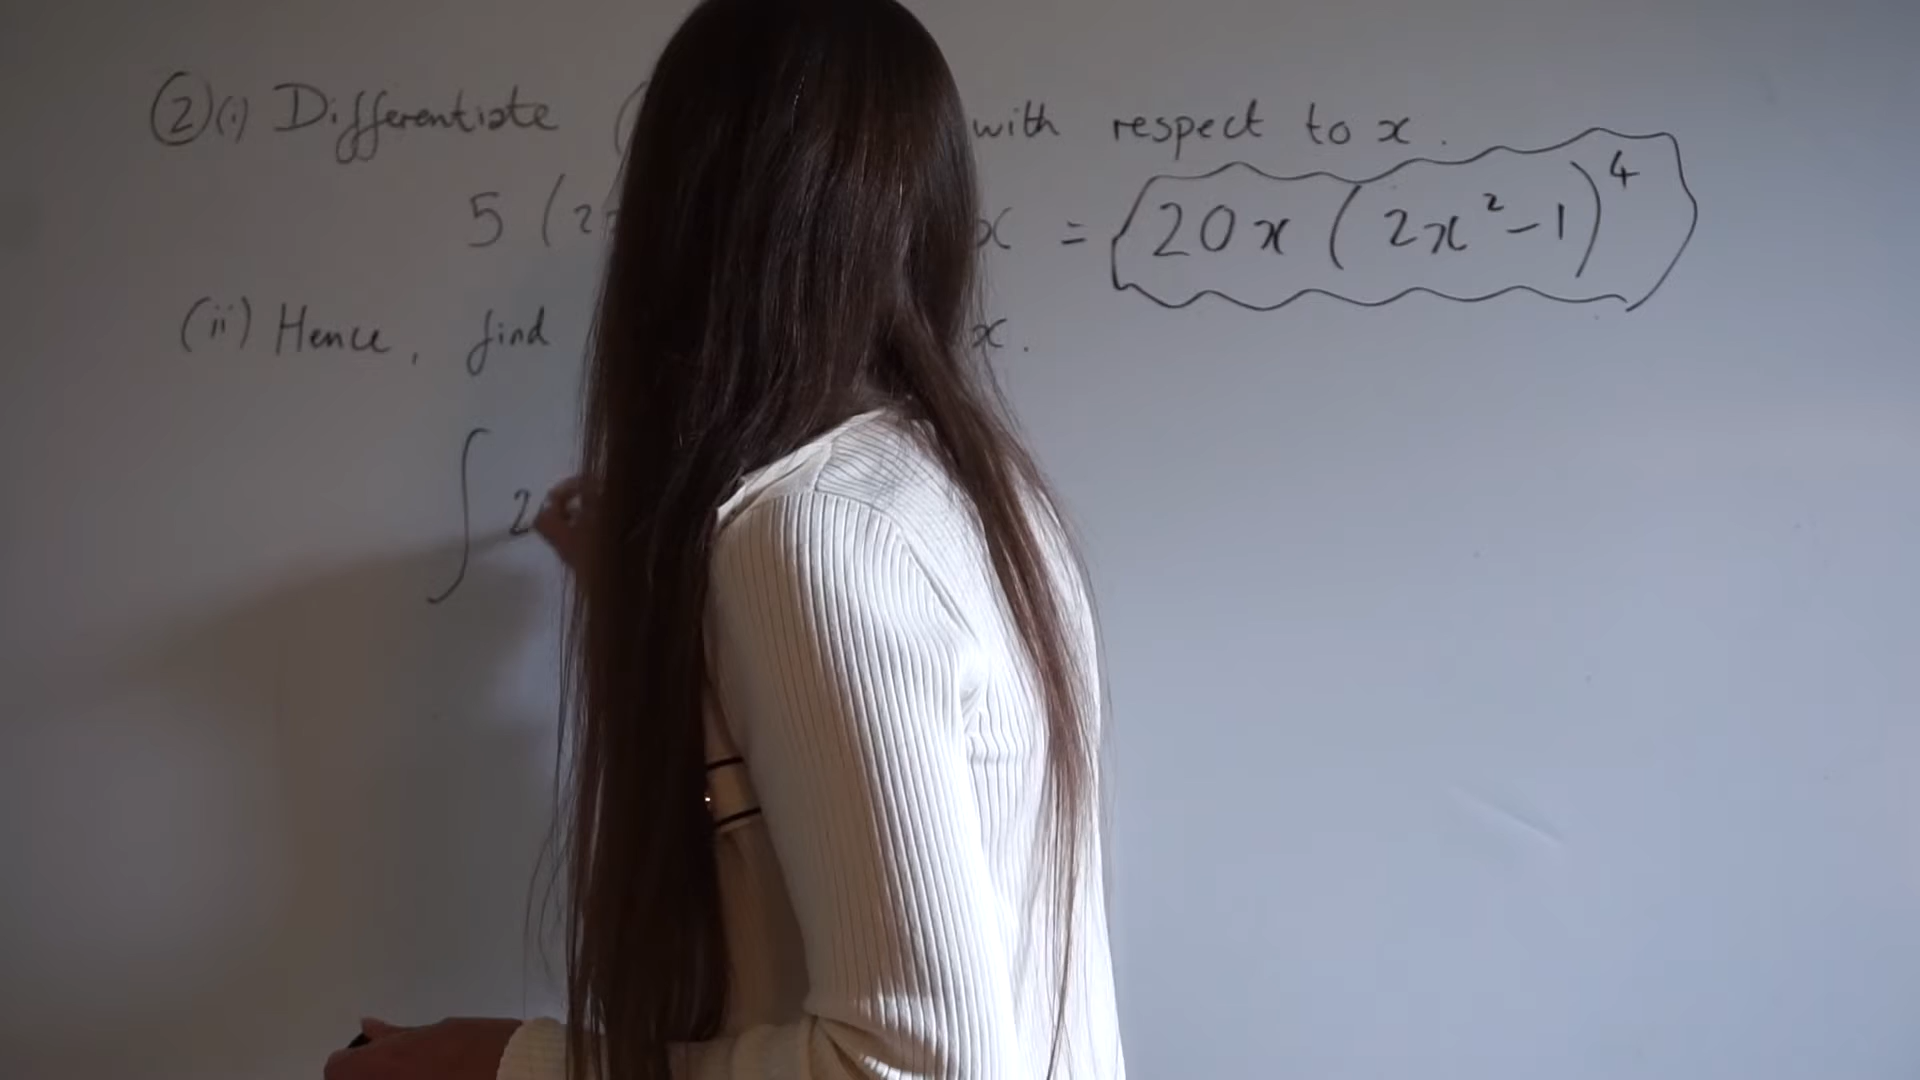 ②(i) Differentiate ( with respect to x.
5 (2 x = 20x (2x²-1)⁴
(ii) Hence, find x.
∫ 2